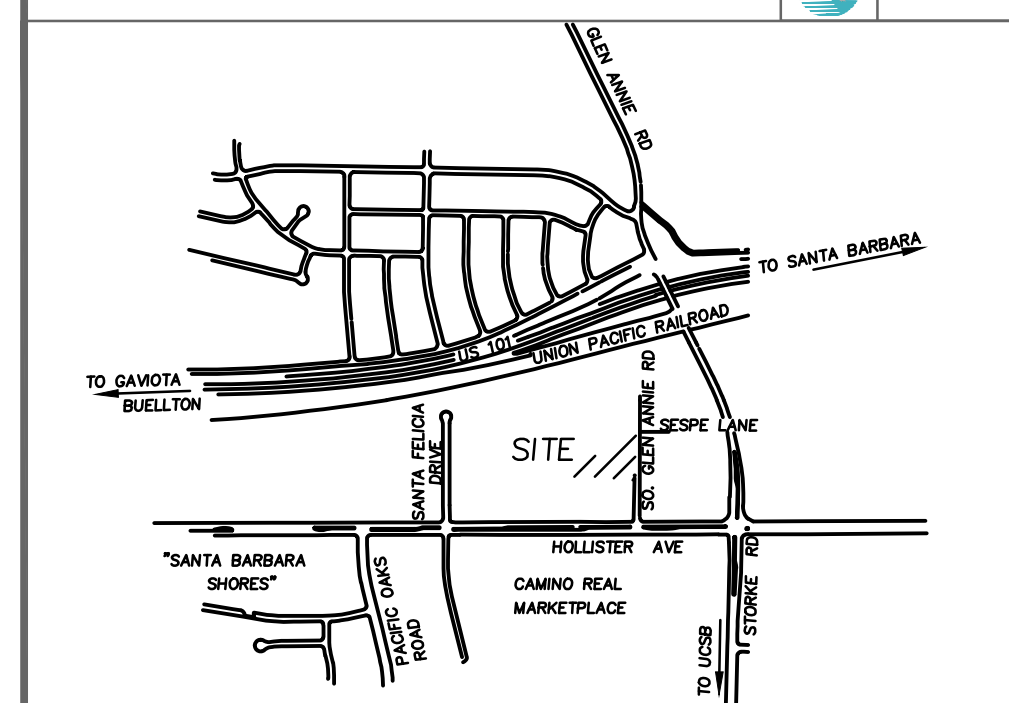 GLEN ANNIE RD
TO SANTA BARBARA
US 101
UNION PACIFIC RAILROAD
TO GAVIOTA
BUELLTON
SANTA FELICIA
DRIVE
SITE
SO. GLEN ANNIE RD
SESPE LANE
HOLLISTER AVE
"SANTA BARBARA
SHORES"
PACIFIC OAKS
ROAD
CAMINO REAL
MARKETPLACE
STORKE RD
TO UCSB